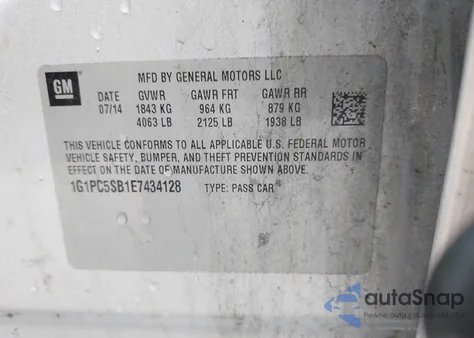 GM
MFD BY GENERAL MOTORS LLC
DATE GVWR GAWR FRT GAWR RR
07/14 1843 KG 964 KG 879 KG
4063 LB 2125 LB 1938 LB
THIS VEHICLE CONFORMS TO ALL APPLICABLE U.S. FEDERAL MOTOR
VEHICLE SAFETY, BUMPER, AND THEFT PREVENTION STANDARDS IN
EFFECT ON THE DATE OF MANUFACTURE SHOWN ABOVE.
1G1PC5SB1E7434128 TYPE: PASS CAR
autoSnap